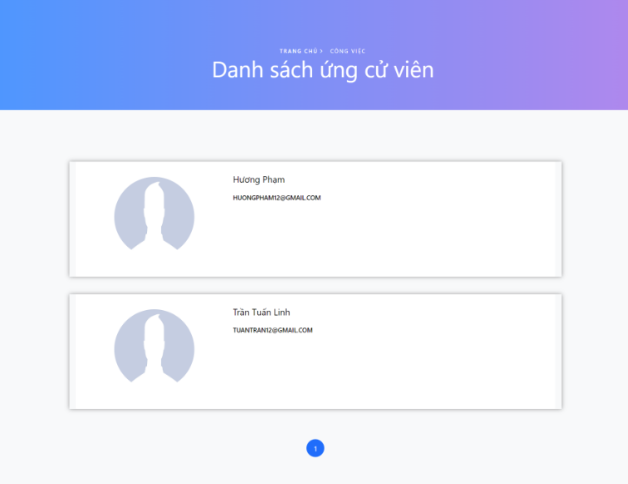 TRANG CHỦ › CÔNG VIỆC
Danh sách ứng cử viên
Hương Phạm
HUONGPHAM12@GMAIL.COM
Trần Tuấn Linh
TUANTRAN12@GMAIL.COM
1